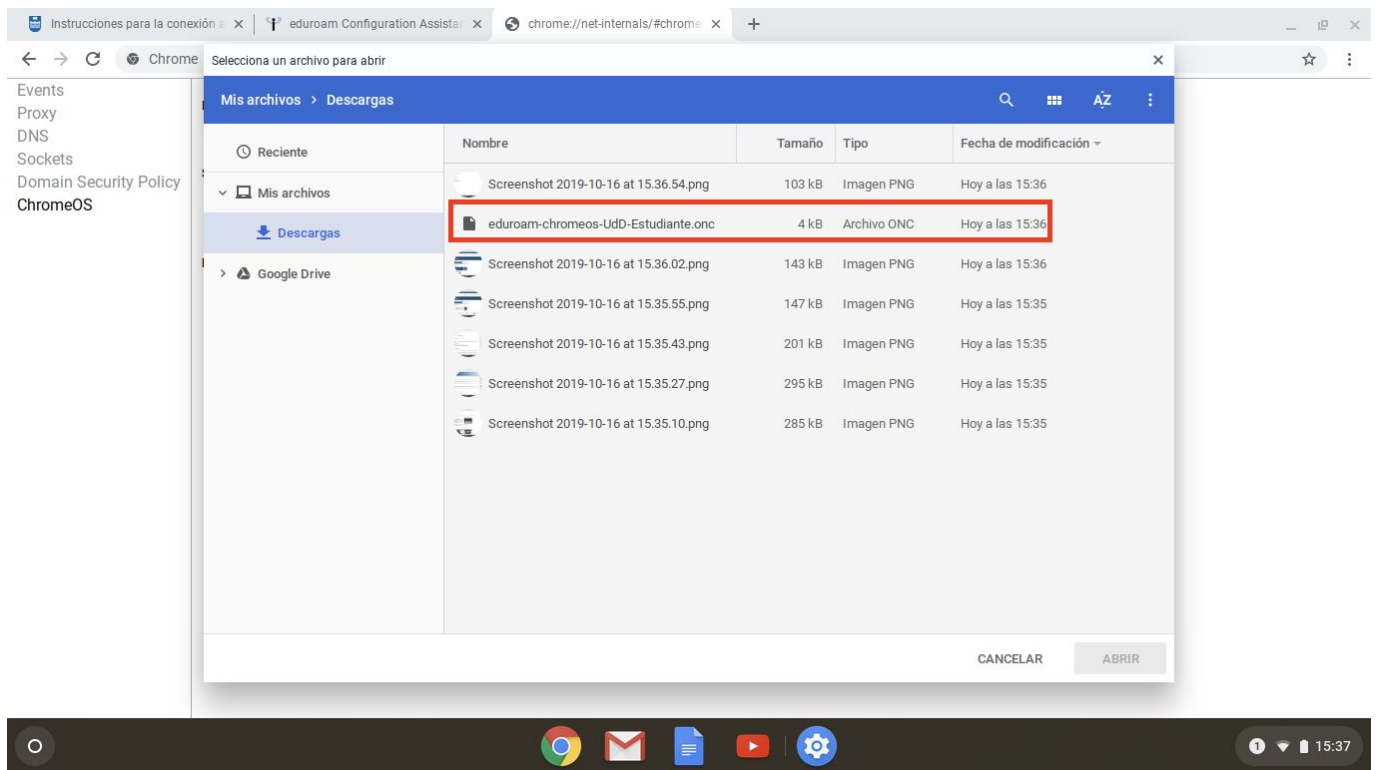 Instrucciones para la conexión a
eduroam Configuration Assistan
chrome://net-internals/#chrome
Chrome
Selecciona un archivo para abrir
Events
Proxy
DNS
Sockets
Domain Security Policy
ChromeOS
Mis archivos > Descargas
AZ
Reciente
Mis archivos
Descargas
Google Drive
Nombre Tamaño Tipo Fecha de modificación
Screenshot 2019-10-16 at 15.36.54.png 103 kB Imagen PNG Hoy a las 15:36
eduroam-chromeos-UdD-Estudiante.onc 4 kB Archivo ONC Hoy a las 15:36
Screenshot 2019-10-16 at 15.36.02.png 143 kB Imagen PNG Hoy a las 15:36
Screenshot 2019-10-16 at 15.35.55.png 147 kB Imagen PNG Hoy a las 15:35
Screenshot 2019-10-16 at 15.35.43.png 201 kB Imagen PNG Hoy a las 15:35
Screenshot 2019-10-16 at 15.35.27.png 295 kB Imagen PNG Hoy a las 15:35
Screenshot 2019-10-16 at 15.35.10.png 285 kB Imagen PNG Hoy a las 15:35
CANCELAR ABRIR
1 15:37